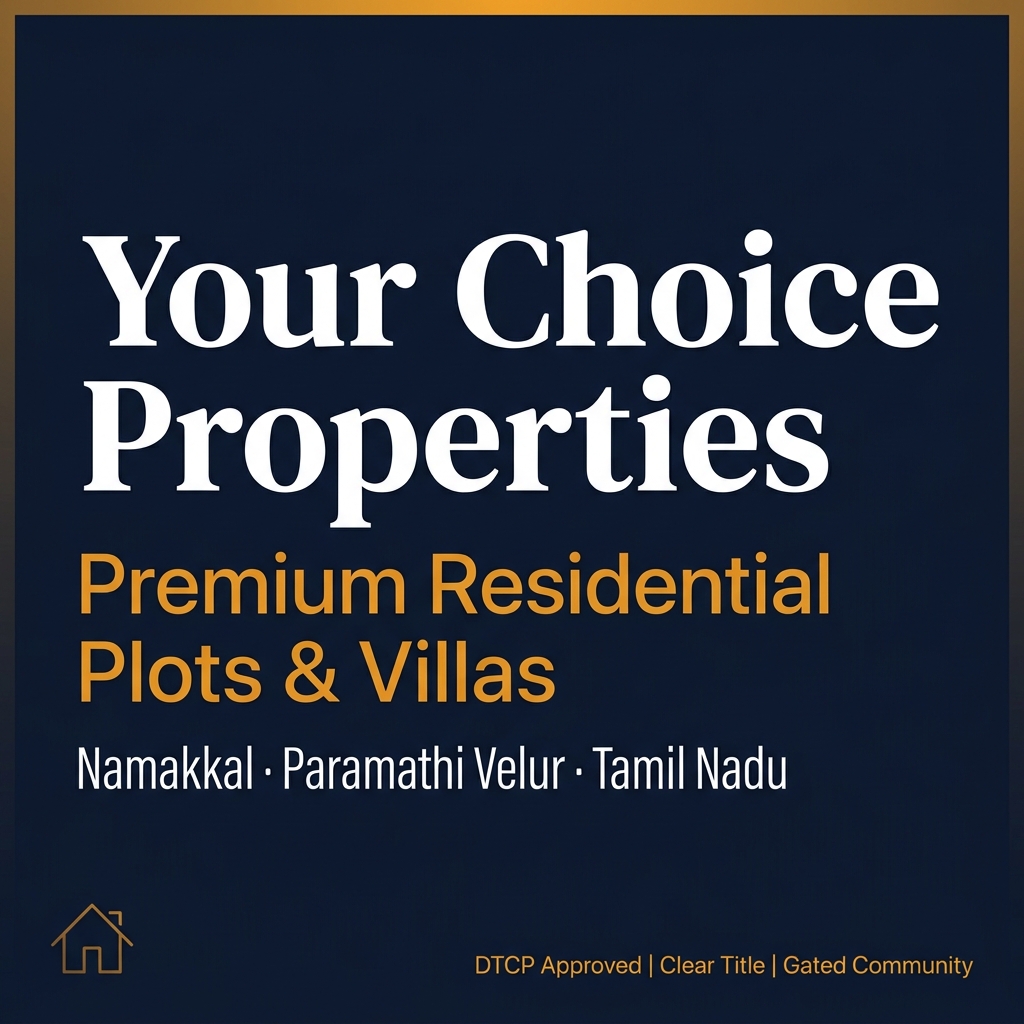 Your Choice
Properties
Premium Residential
Plots & Villas
Namakkal · Paramathi Velur · Tamil Nadu
DTCP Approved | Clear Title | Gated Community